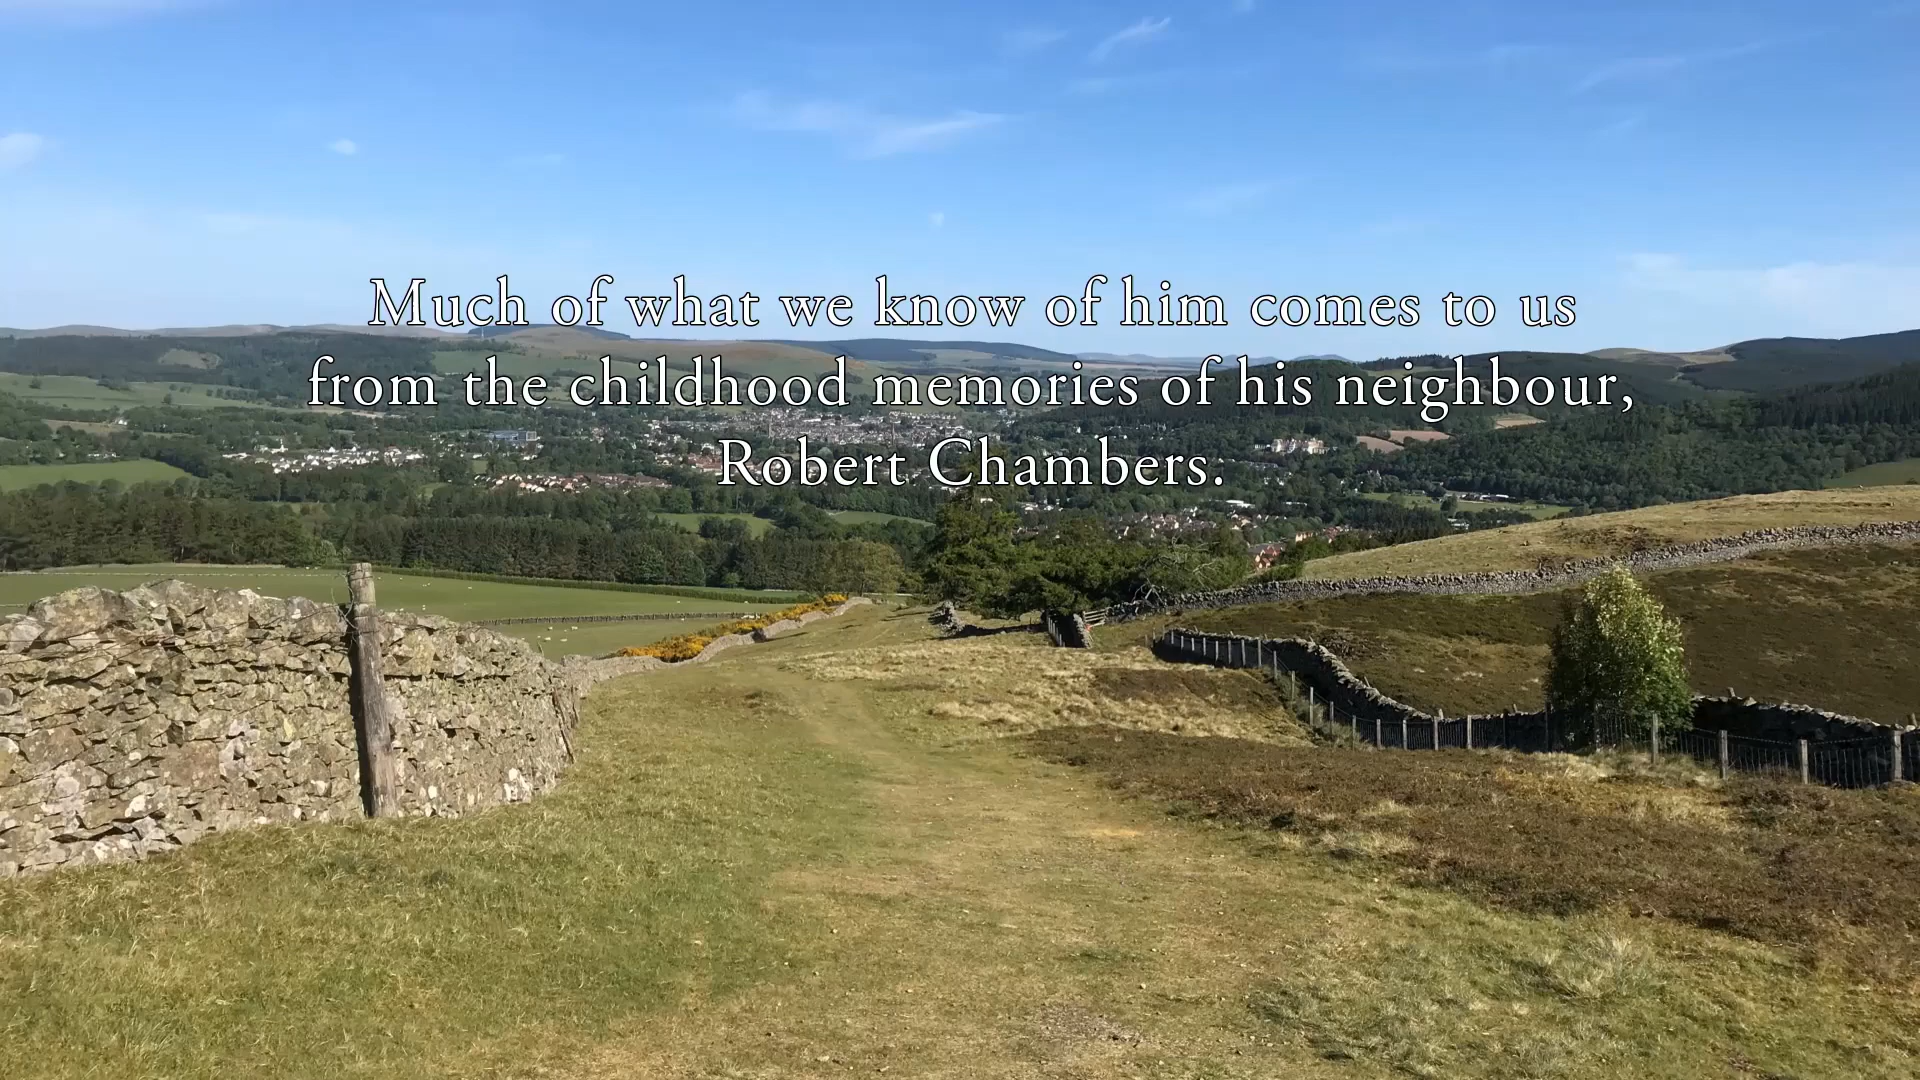 Much of what we know of him comes to us
from the childhood memories of his neighbour,
Robert Chambers.